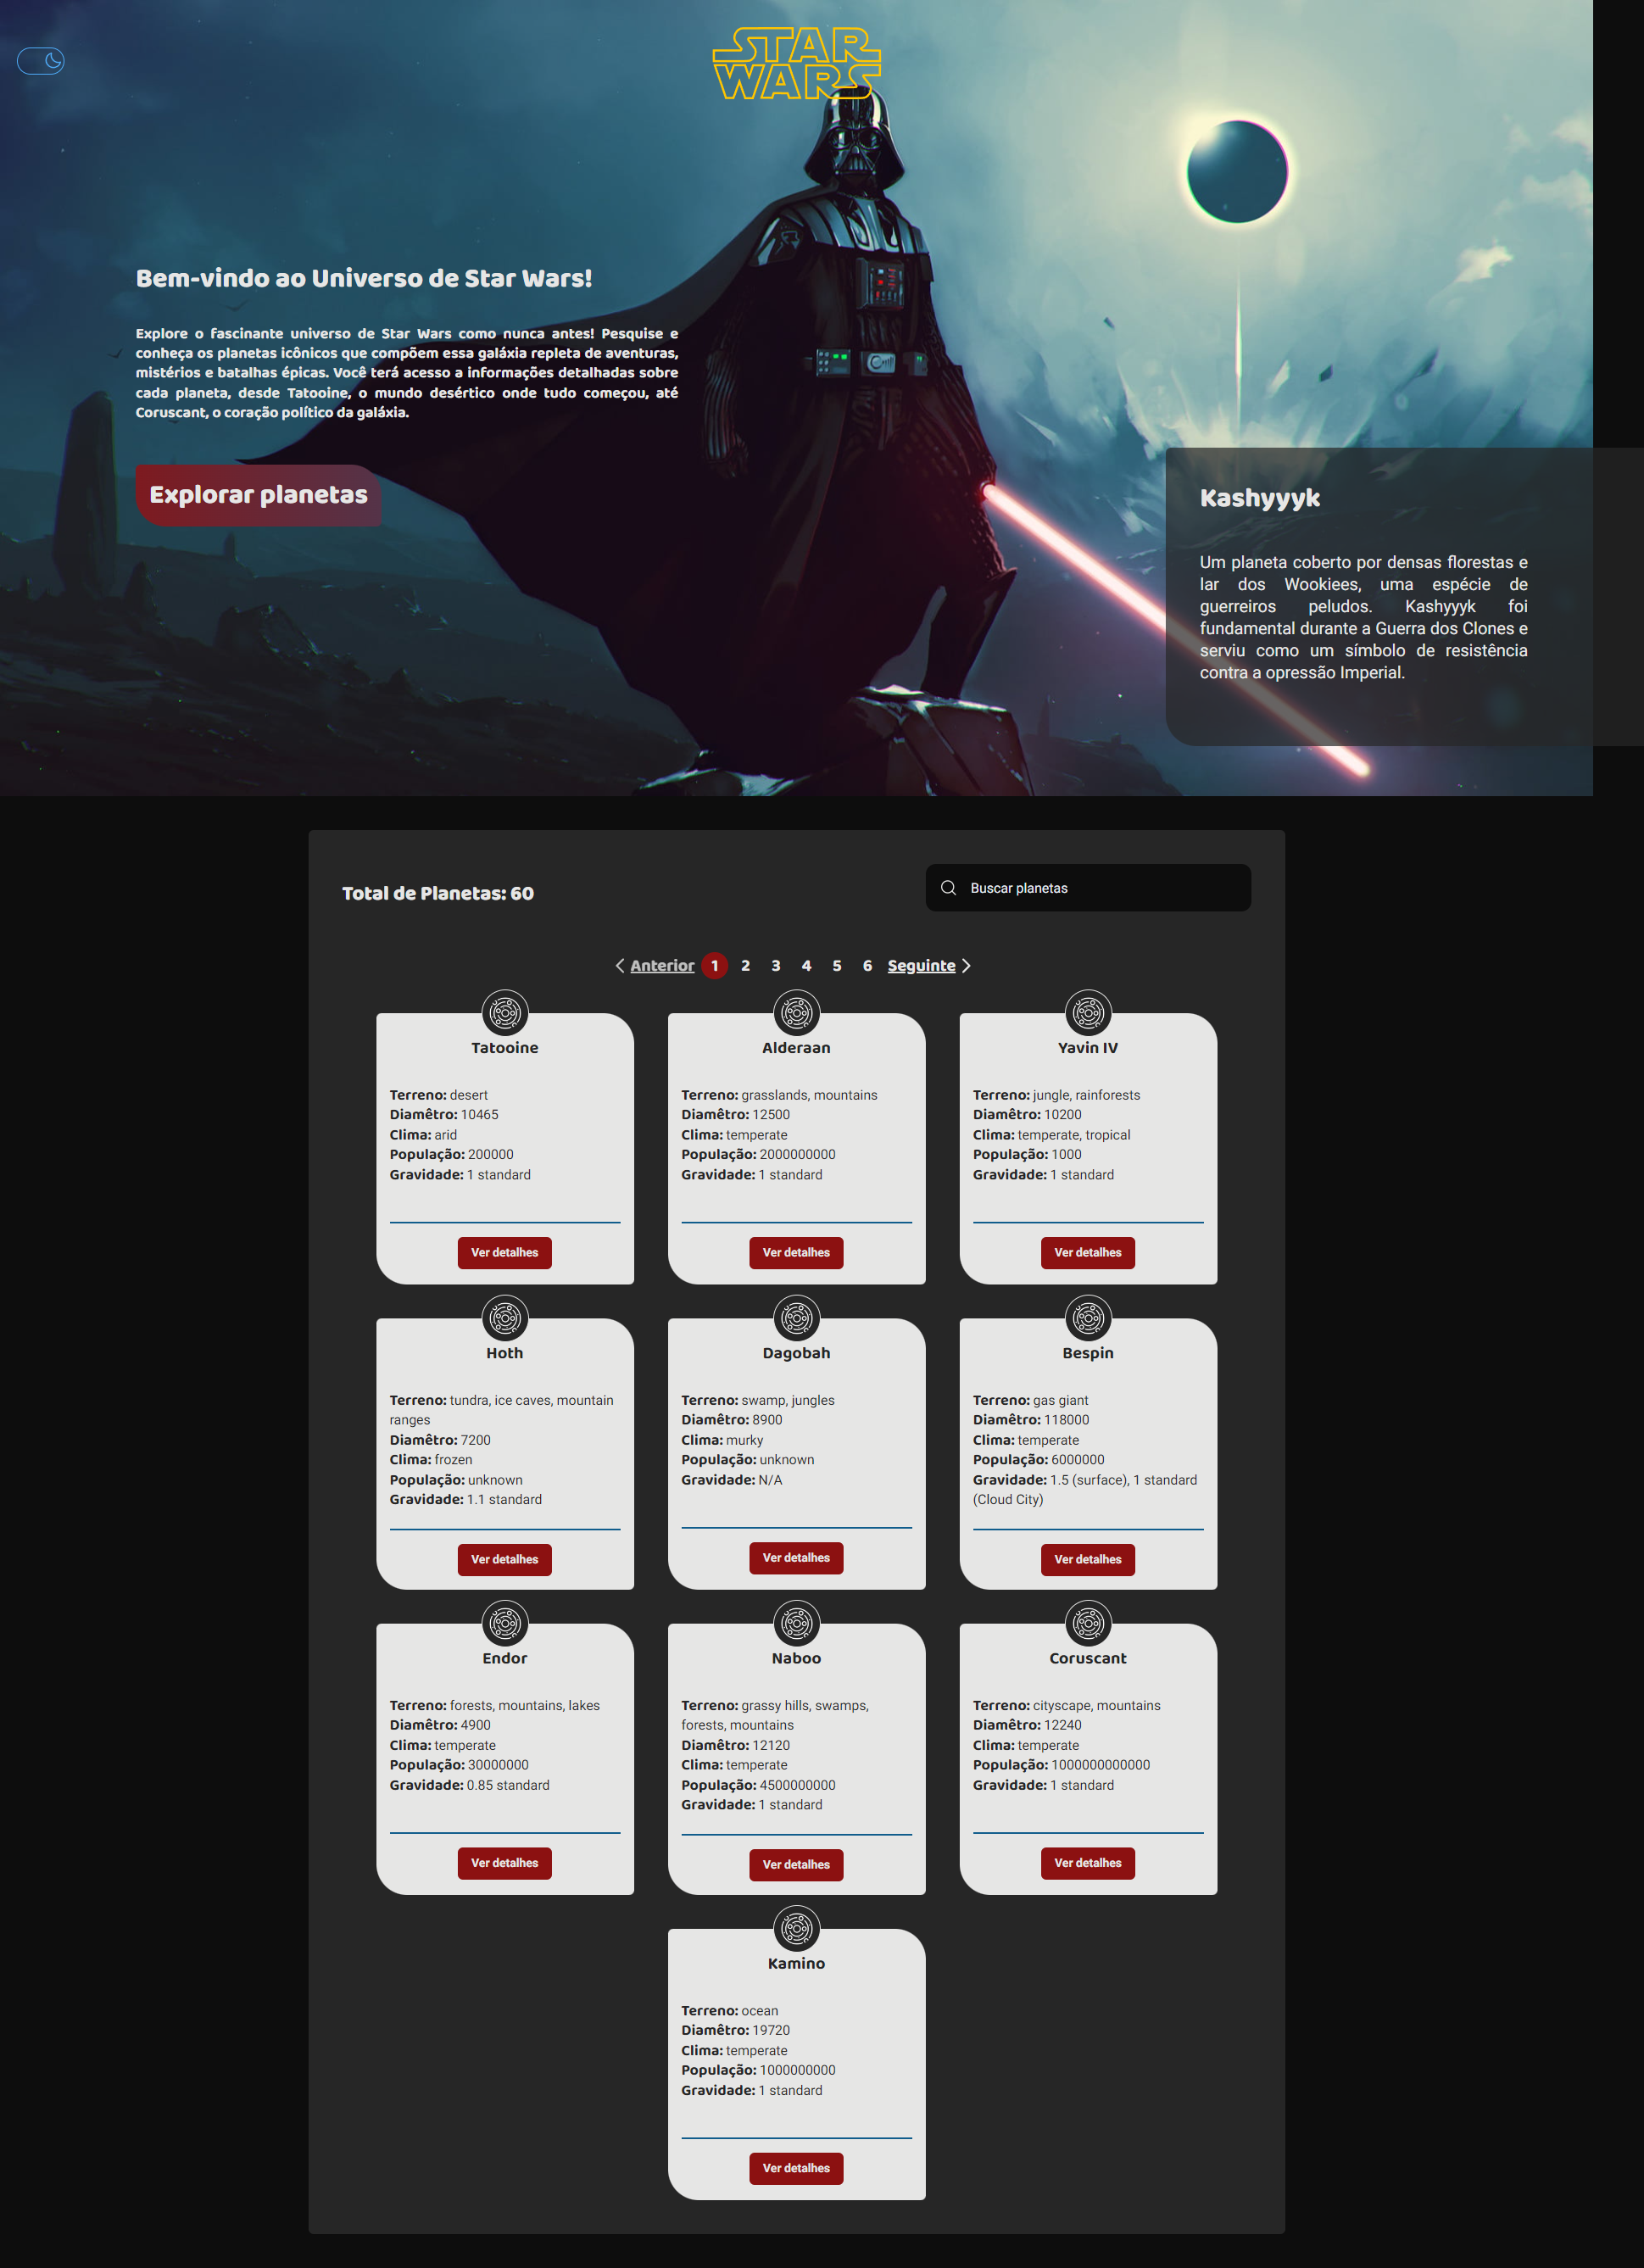 STAR
WARS
Bem-vindo ao Universo de Star Wars!
Explore o fascinante universo de Star Wars como nunca antes! Pesquise e
conheça os planetas icônicos que compõem essa galáxia repleta de aventuras,
mistérios e batalhas épicas. Você terá acesso a informações detalhadas sobre
cada planeta, desde Tatooine, o mundo desértico onde tudo começou, até
Coruscant, o coração político da galáxia.
Explorar planetas
Kashyyyk
Um planeta coberto por densas florestas e
lar dos Wookiees, uma espécie de
guerreiros peludos. Kashyyyk foi
fundamental durante a Guerra dos Clones e
serviu como um símbolo de resistência
contra a opressão Imperial.
Total de Planetas: 60
Buscar planetas
Anterior 1 2 3 4 5 6 Seguinte
Tatooine
Terreno: desert
Diamêtro: 10465
Clima: arid
População: 200000
Gravidade: 1 standard
Ver detalhes
Alderaan
Terreno: grasslands, mountains
Diamêtro: 12500
Clima: temperate
População: 2000000000
Gravidade: 1 standard
Ver detalhes
Yavin IV
Terreno: jungle, rainforests
Diamêtro: 10200
Clima: temperate, tropical
População: 1000
Gravidade: 1 standard
Ver detalhes
Hoth
Terreno: tundra, ice caves, mountain
ranges
Diamêtro: 7200
Clima: frozen
População: unknown
Gravidade: 1.1 standard
Ver detalhes
Dagobah
Terreno: swamp, jungles
Diamêtro: 8900
Clima: murky
População: unknown
Gravidade: N/A
Ver detalhes
Bespin
Terreno: gas giant
Diamêtro: 118000
Clima: temperate
População: 6000000
Gravidade: 1.5 (surface), 1 standard
(Cloud City)
Ver detalhes
Endor
Terreno: forests, mountains, lakes
Diamêtro: 4900
Clima: temperate
População: 30000000
Gravidade: 0.85 standard
Ver detalhes
Naboo
Terreno: grassy hills, swamps,
forests, mountains
Diamêtro: 12120
Clima: temperate
População: 4500000000
Gravidade: 1 standard
Ver detalhes
Coruscant
Terreno: cityscape, mountains
Diamêtro: 12240
Clima: temperate
População: 1000000000000
Gravidade: 1 standard
Ver detalhes
Kamino
Terreno: ocean
Diamêtro: 19720
Clima: temperate
População: 1000000000
Gravidade: 1 standard
Ver detalhes